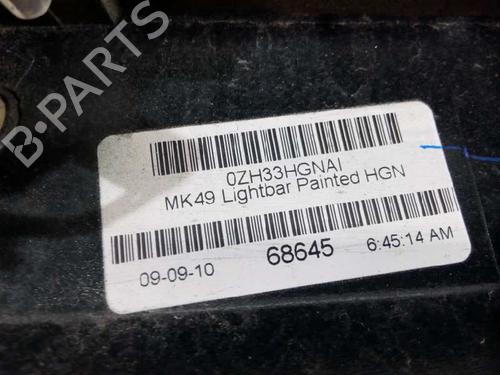 B-PARTS
0ZH33HGNAI
MK49 Lightbar Painted HGN
09-09-10 68645 6:45:14 AM